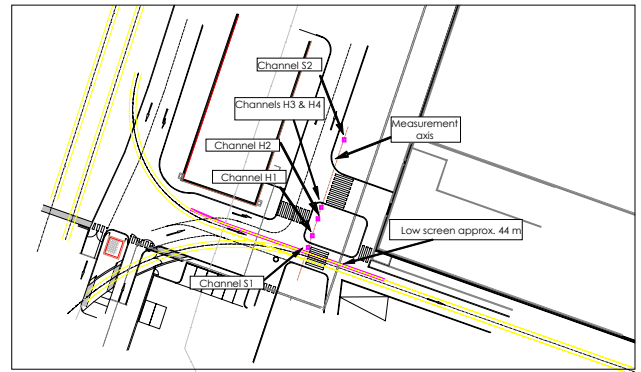 Channel S2
Channels H3 & H4
Measurement
axis
Channel H2
Channel H1
Low screen approx. 44 m
Channel S1